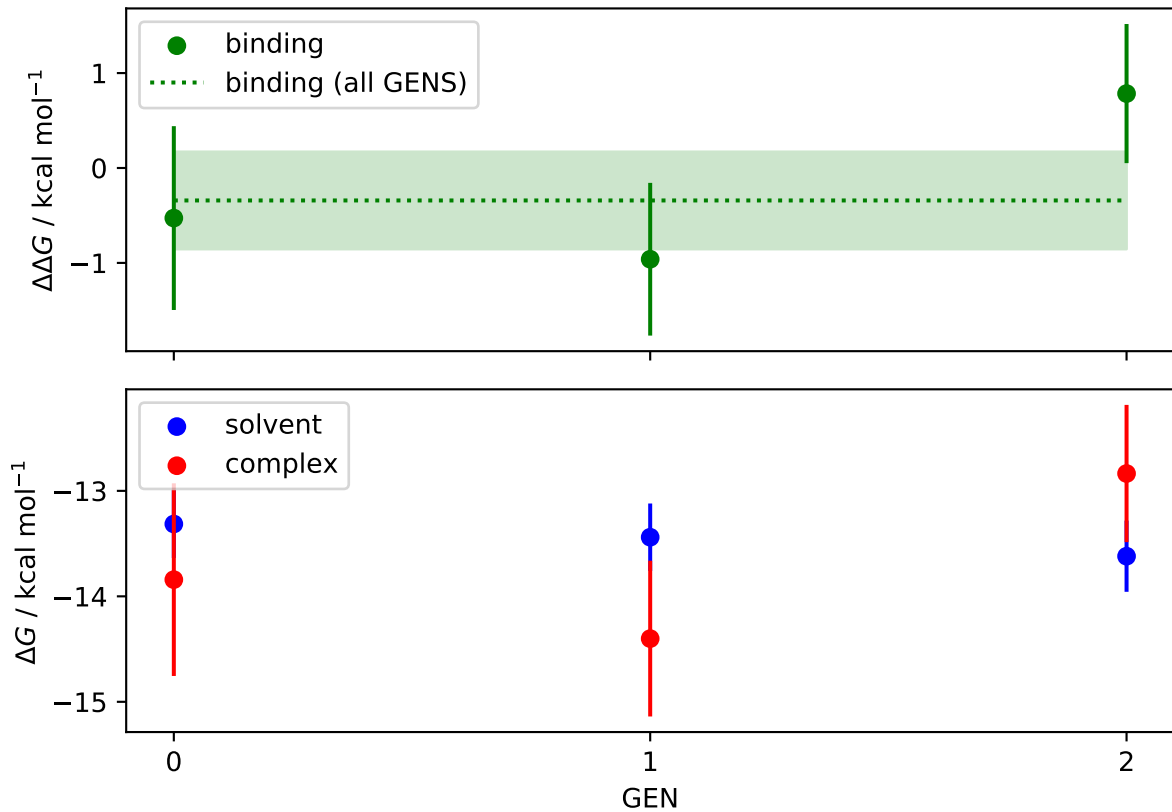 binding
binding (all GENS)
ΔΔG / kcal mol⁻¹
1
0
−1
solvent
complex
ΔG / kcal mol⁻¹
−13
−14
−15
0
1
2
GEN